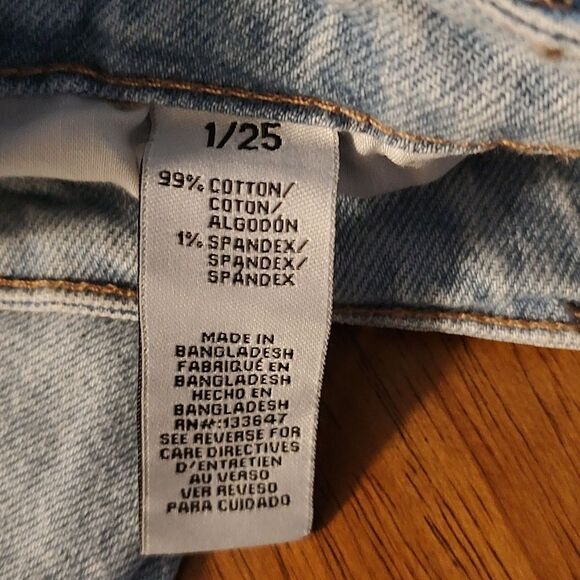 1/25
99% COTTON/
COTON/
ALGODÓN
1% SPANDEX/
SPANDEX/
SPANDEX
MADE IN
BANGLADESH
FABRIQUÉ EN
BANGLADESH
HECHO EN
BANGLADESH
RN#:133647
SEE REVERSE FOR
CARE DIRECTIVES
D'ENTRETIEN
AU VERSO
VER REVESO
PARA CUIDADO